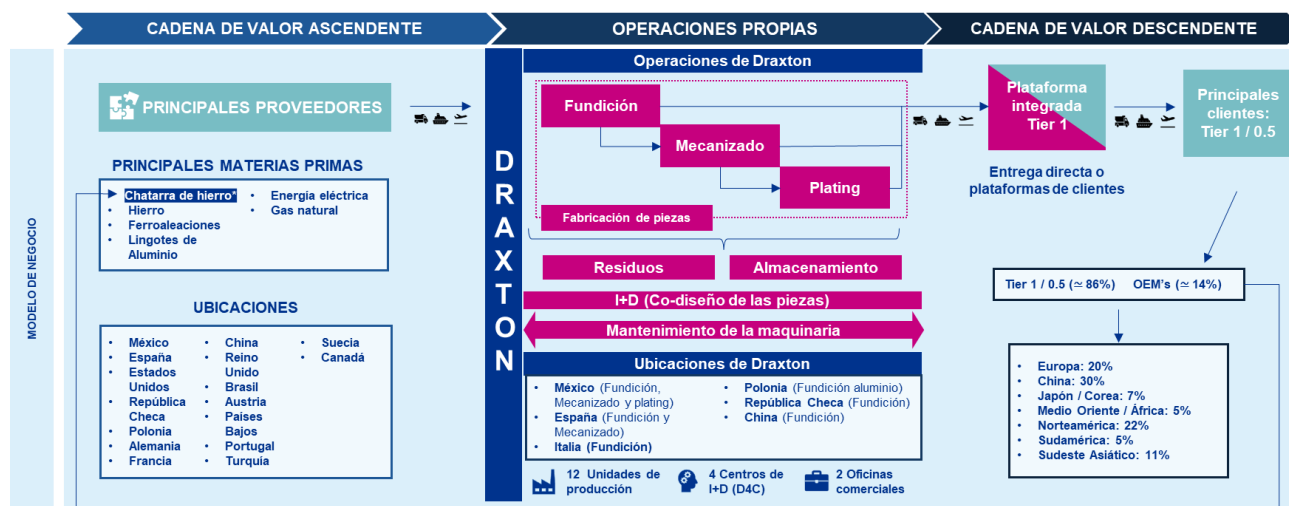 CADENA DE VALOR ASCENDENTE
OPERACIONES PROPIAS
CADENA DE VALOR DESCENDENTE
MODELO DE NEGOCIO
PRINCIPALES PROVEEDORES
PRINCIPALES MATERIAS PRIMAS
Chatarra de hierro*
• Hierro
• Ferroaleaciones
• Lingotes de
Aluminio
• Energía eléctrica
• Gas natural
UBICACIONES
• México
• España
• Estados
Unidos
• República
Checa
• Polonia
• Alemania
• Francia
• China
• Reino
Unido
• Brasil
• Austria
• Países
Bajos
• Portugal
• Turquía
• Suecia
• Canadá
DRAXTON
Operaciones de Draxton
Fundición
Mecanizado
Plating
Fabricación de piezas
Residuos
Almacenamiento
I+D (Co-diseño de las piezas)
Mantenimiento de la maquinaria
Ubicaciones de Draxton
• México (Fundición,
Mecanizado y plating)
• España (Fundición y
Mecanizado)
• Italia (Fundición)
• Polonia (Fundición aluminio)
• República Checa (Fundición)
• China (Fundición)
12 Unidades de
producción
4 Centros de
I+D (D4C)
2 Oficinas
comerciales
Plataforma
integrada
Tier 1
Entrega directa o
plataformas de clientes
Principales
clientes:
Tier 1 / 0.5
Tier 1 / 0.5 (≃ 86%) OEM's (≃ 14%)
• Europa: 20%
• China: 30%
• Japón / Corea: 7%
• Medio Oriente / África: 5%
• Norteamérica: 22%
• Sudamérica: 5%
• Sudeste Asiático: 11%